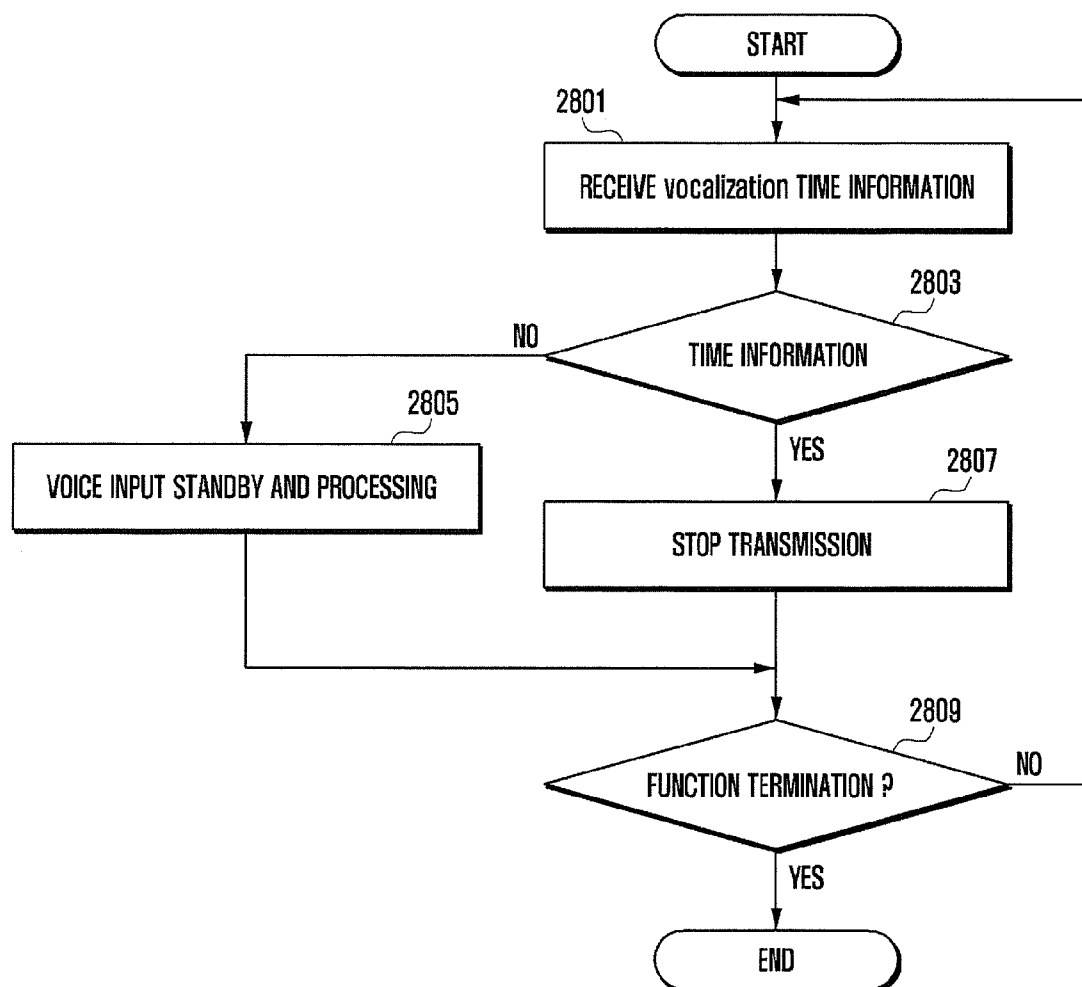 START
2801
RECEIVE vocalization TIME INFORMATION
2803
NO
TIME INFORMATION
2805
YES
VOICE INPUT STANDBY AND PROCESSING
2807
STOP TRANSMISSION
2809
FUNCTION TERMINATION ?
NO
YES
END